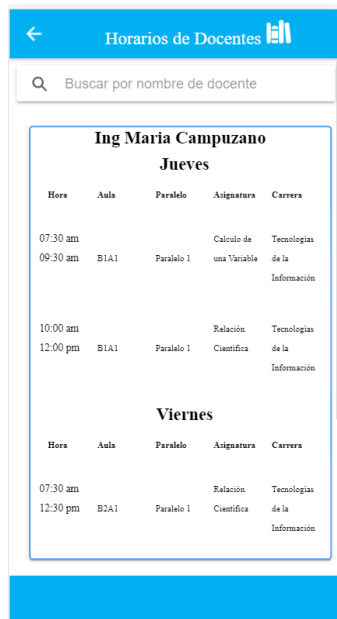 Horarios de Docentes
Buscar por nombre de docente
Ing Maria Campuzano
Jueves
Hora Aula Paralelo Asignatura Carrera
07:30 am Calculo de Tecnologias
09:30 am B1A1 Paralelo 1 una Variable de la
Información
10:00 am Relación Tecnologias
12:00 pm B1A1 Paralelo 1 Cientifica de la
Información
Viernes
Hora Aula Paralelo Asignatura Carrera
07:30 am Relación Tecnologias
12:30 pm B2A1 Paralelo 1 Cientifica de la
Información